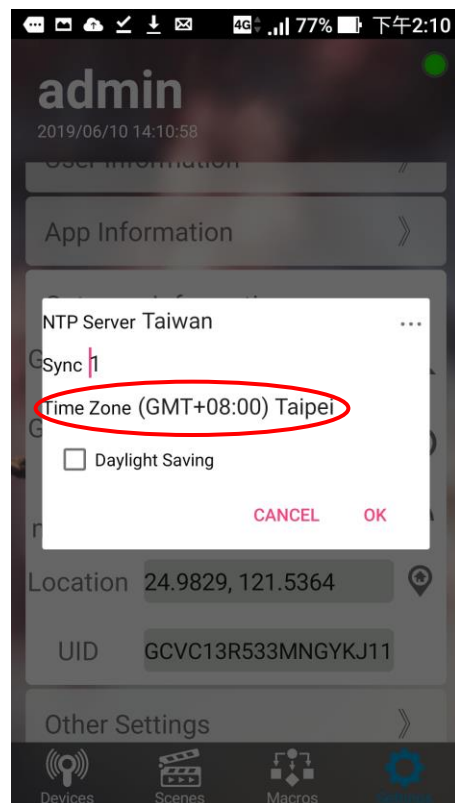 4G 77% 下午2:10
admin
2019/06/10 14:10:58
User Information
App Information
NTP Server Taiwan ...
Sync 1
Time Zone (GMT+08:00) Taipei
Daylight Saving
CANCEL OK
Location 24.9829, 121.5364
UID GCVC13R533MNGYKJ11
Other Settings
Devices Scenes Macros